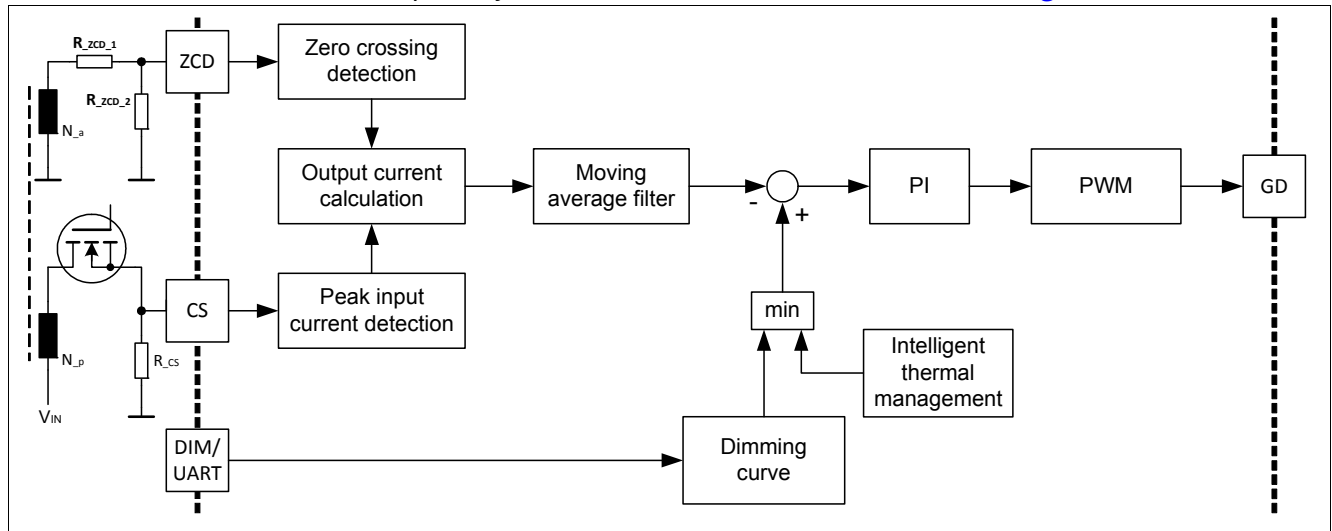 R_ZCD_1
ZCD
Zero crossing
detection
R_ZCD_2
N_a
Output current
calculation
Moving
average filter
-
+
PI
PWM
GD
CS
Peak input
current detection
min
N_p
R_CS
Intelligent
thermal
management
VIN
DIM/
UART
Dimming
curve